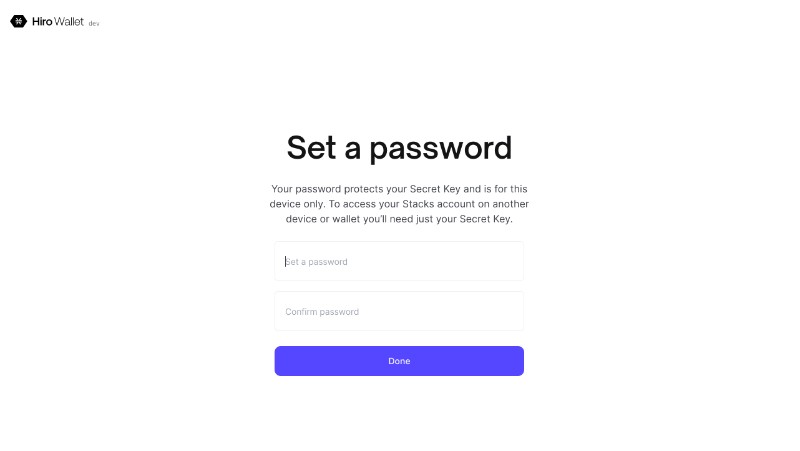 Hiro Wallet dev
Set a password
Your password protects your Secret Key and is for this
device only. To access your Stacks account on another
device or wallet you'll need just your Secret Key.
Set a password
Confirm password
Done